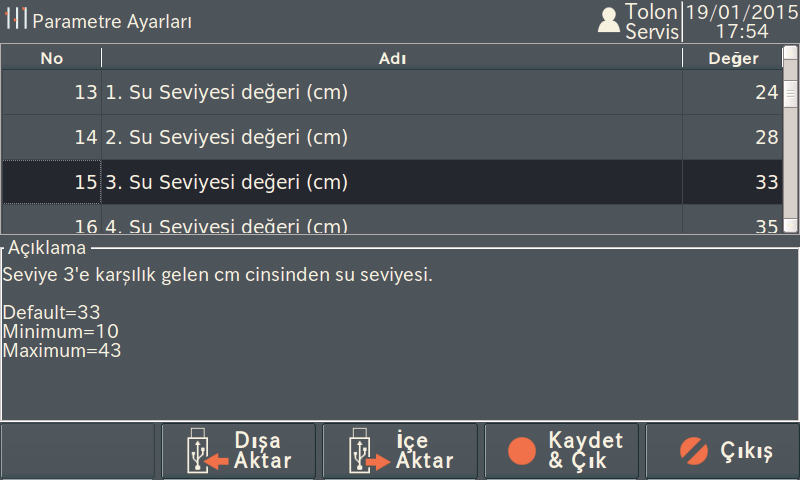 Parametre Ayarları
Tolon Servis
19/01/2015
17:54
No Adı Değer
13 1. Su Seviyesi değeri (cm) 24
14 2. Su Seviyesi değeri (cm) 28
15 3. Su Seviyesi değeri (cm) 33
16 4. Su Seviyesi değeri (cm) 35
Açıklama
Seviye 3'e karşılık gelen cm cinsinden su seviyesi.
Default=33
Minimum=10
Maximum=43
Dışa
Aktar
İçe
Aktar
Kaydet
& Çık
Çıkış